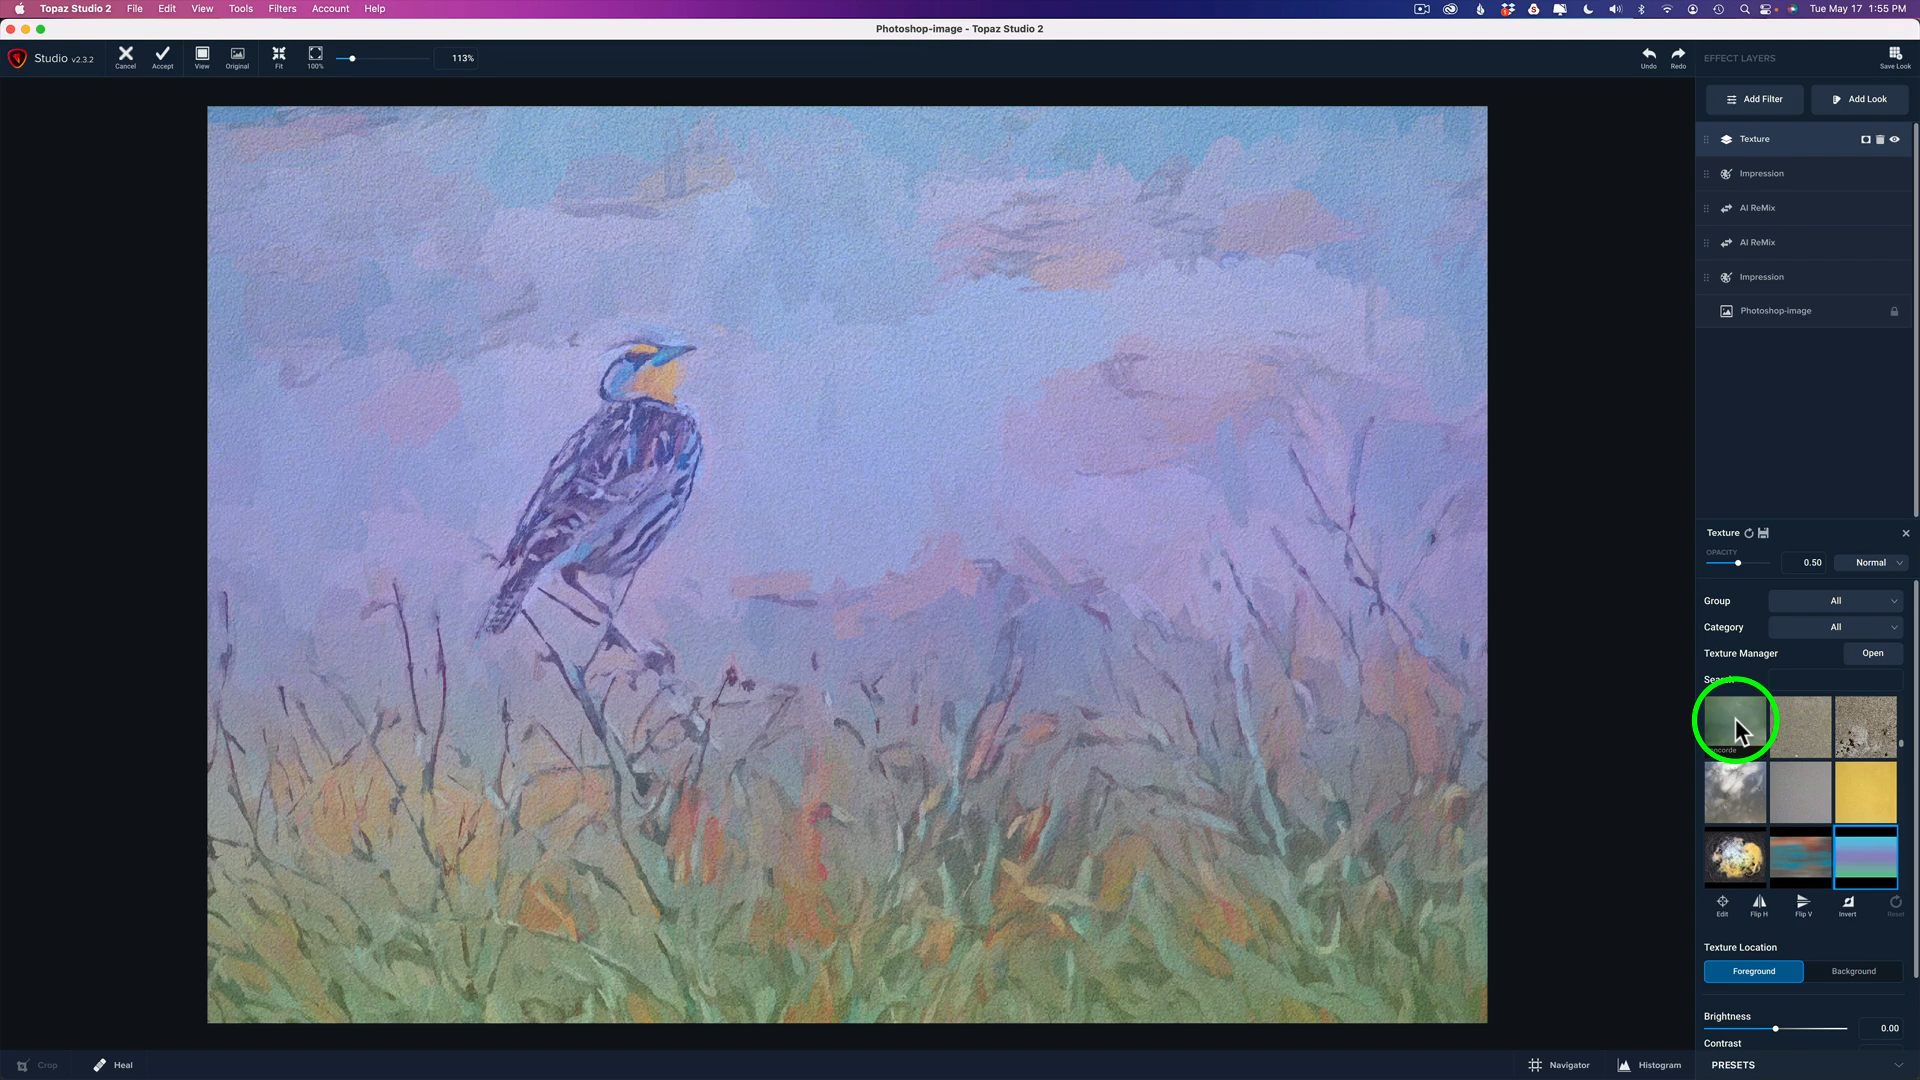 Topaz Studio 2 File Edit View Tools Filters Account Help Tue May 17 1:55 PM
Photoshop-image - Topaz Studio 2
Studio v2.3.2 Cancel Accept View Original Fit 100% 113% Undo Redo EFFECT LAYERS Save Look
Add Filter Add Look
Texture
Impression
AI ReMix
AI ReMix
Impression
Photoshop-image
Texture
OPACITY
0.50 Normal
Group All
Category All
Texture Manager Open
Edit Flip H Flip V Invert Reset
Texture Location
Foreground Background
Brightness
0.00
Contrast
Crop Heal Navigator Histogram PRESETS